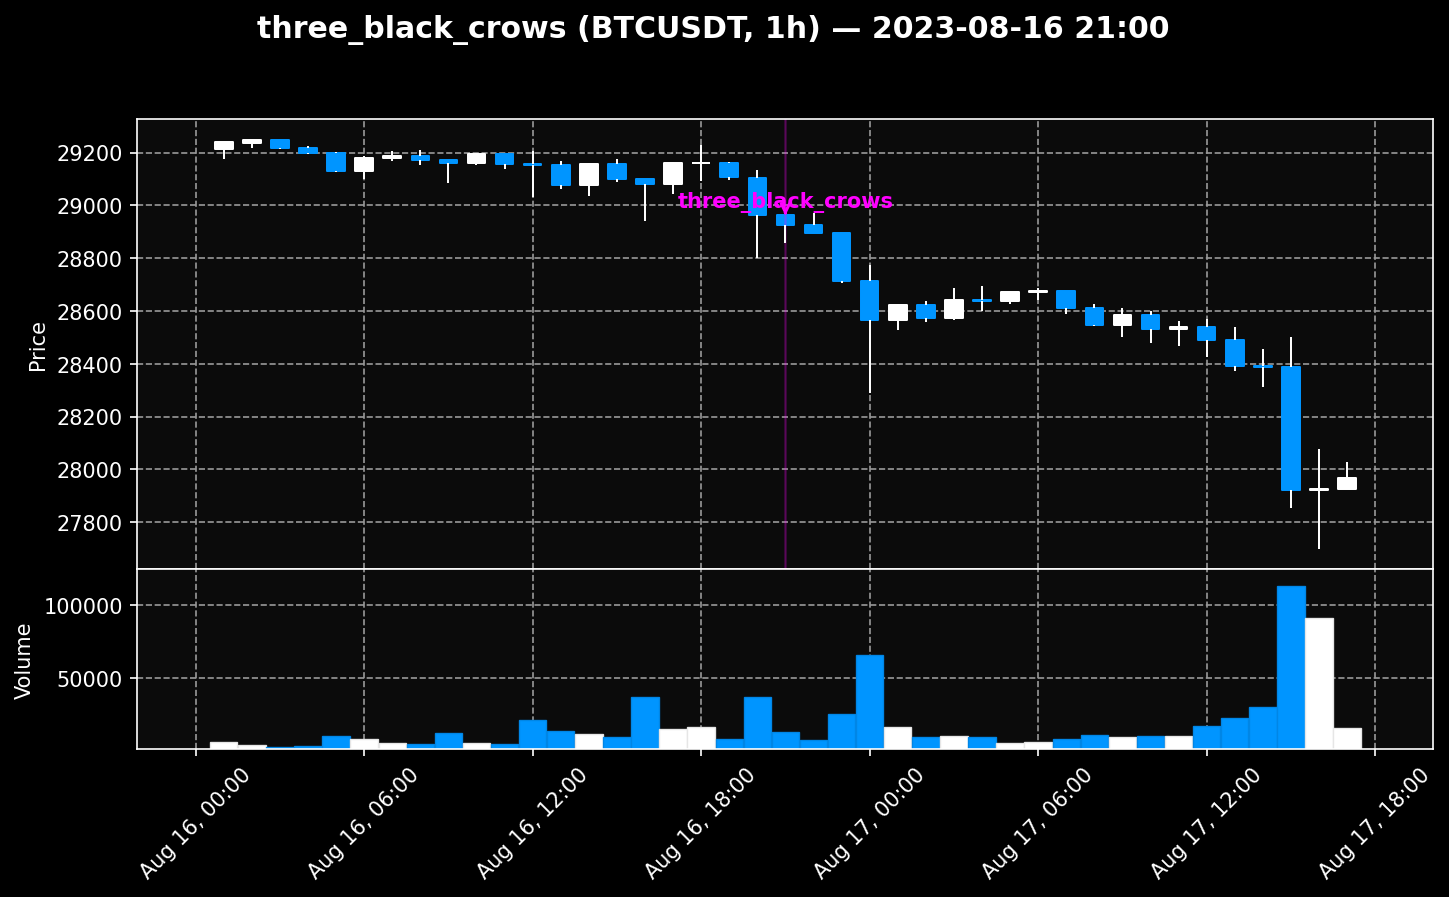 three_black_crows (BTCUSDT, 1h) — 2023-08-16 21:00
29200
29000
28800
28600
28400
28200
28000
27800
Price
three_black_crows
100000
50000
Volume
Aug 16, 00:00
Aug 16, 06:00
Aug 16, 12:00
Aug 16, 18:00
Aug 17, 00:00
Aug 17, 06:00
Aug 17, 12:00
Aug 17, 18:00